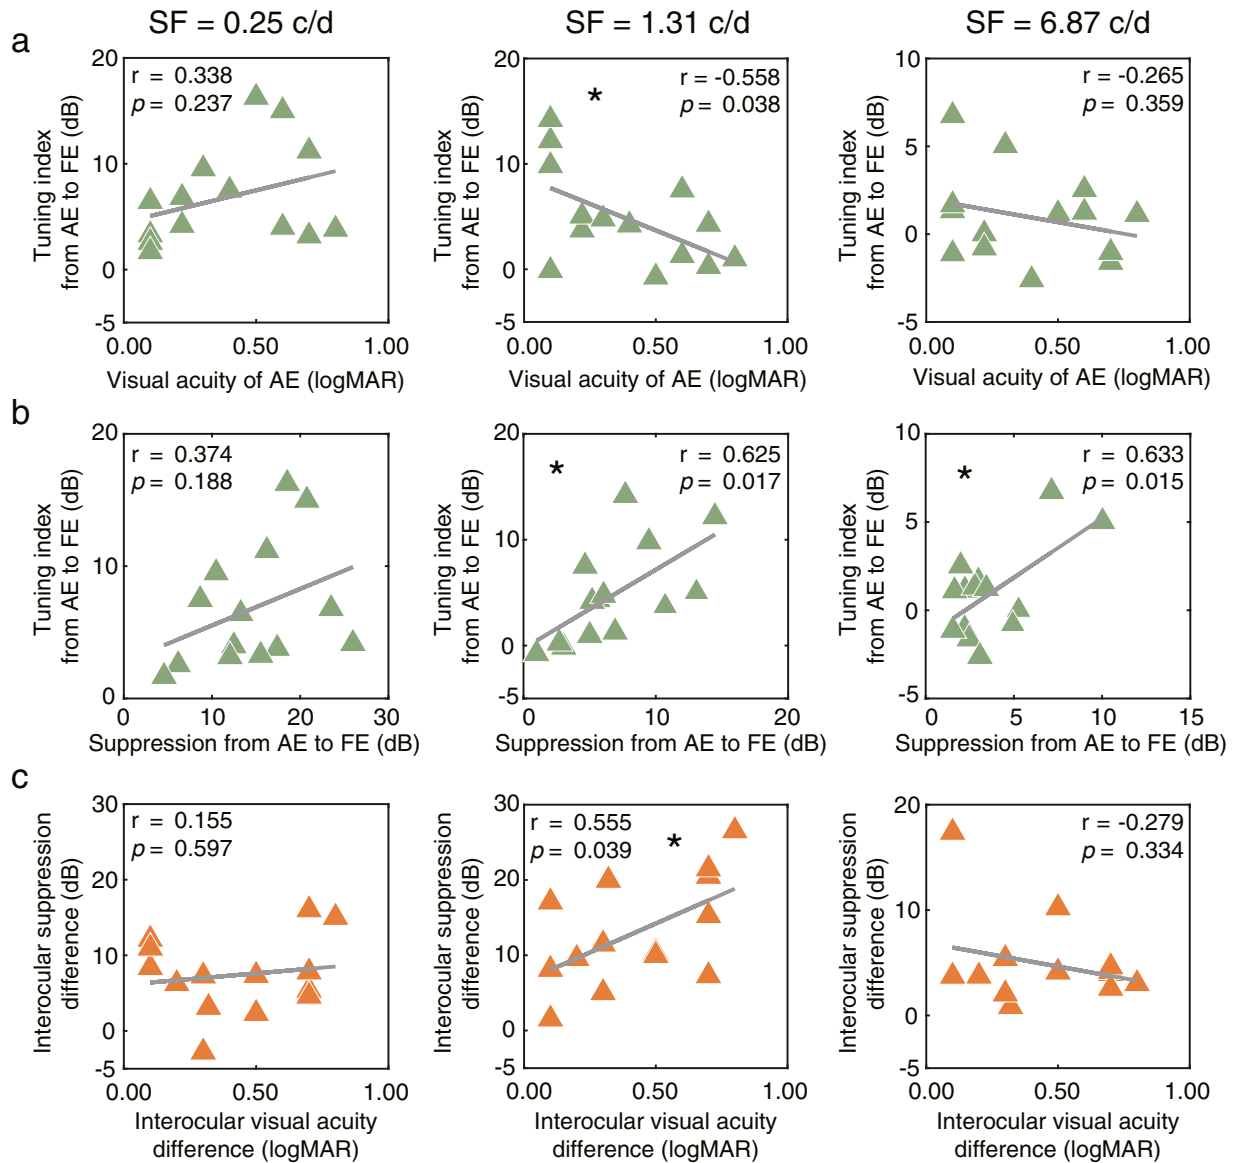 SF = 0.25 c/d
SF = 1.31 c/d
SF = 6.87 c/d
a
r = 0.338
p = 0.237
20
10
0
-5
0.00 0.50 1.00
Tuning index
from AE to FE (dB)
Visual acuity of AE (logMAR)
r = -0.558
p = 0.038
*
20
10
0
-5
0.00 0.50 1.00
Tuning index
from AE to FE (dB)
Visual acuity of AE (logMAR)
r = -0.265
p = 0.359
10
5
0
-5
0.00 0.50 1.00
Tuning index
from AE to FE (dB)
Visual acuity of AE (logMAR)
b
r = 0.374
p = 0.188
20
10
0
0 10 20 30
Tuning index
from AE to FE (dB)
Suppression from AE to FE (dB)
r = 0.625
p = 0.017
*
20
10
0
-5
0 10 20
Tuning index
from AE to FE (dB)
Suppression from AE to FE (dB)
r = 0.633
p = 0.015
*
10
5
0
-5
0 5 10 15
Tuning index
from AE to FE (dB)
Suppression from AE to FE (dB)
c
r = 0.155
p = 0.597
30
20
10
0
-5
0.00 0.50 1.00
Interocular suppression
difference (dB)
Interocular visual acuity
difference (logMAR)
r = 0.555
p = 0.039
*
30
20
10
0
-5
0.00 0.50 1.00
Interocular suppression
difference (dB)
Interocular visual acuity
difference (logMAR)
r = -0.279
p = 0.334
20
10
0
-5
0.00 0.50 1.00
Interocular suppression
difference (dB)
Interocular visual acuity
difference (logMAR)